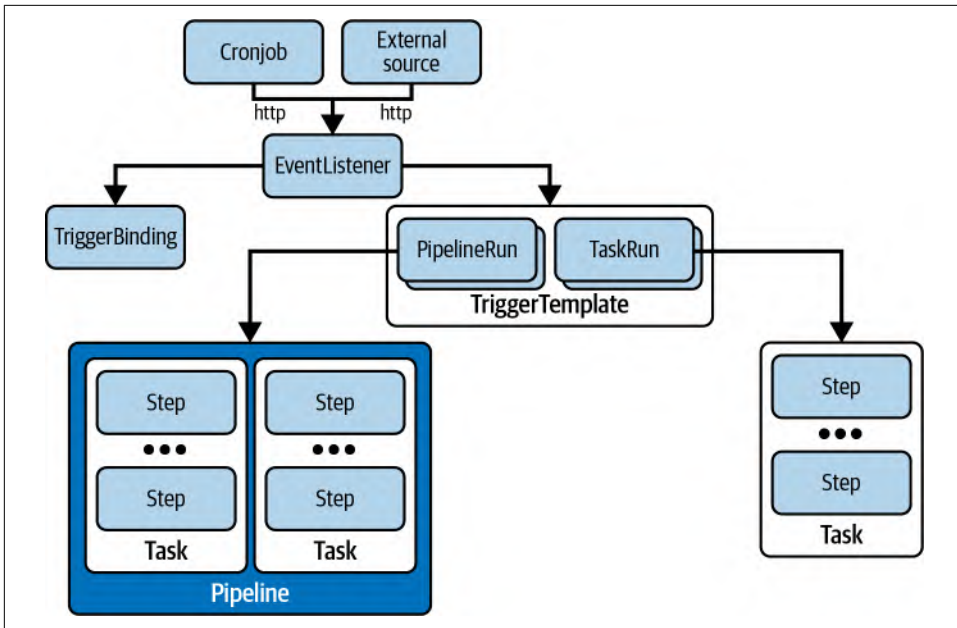 Cronjob
External
source
http
http
EventListener
TriggerBinding
PipelineRun
TaskRun
TriggerTemplate
Step
Step
Step
Step
Step
Step
Task
Task
Task
Pipeline